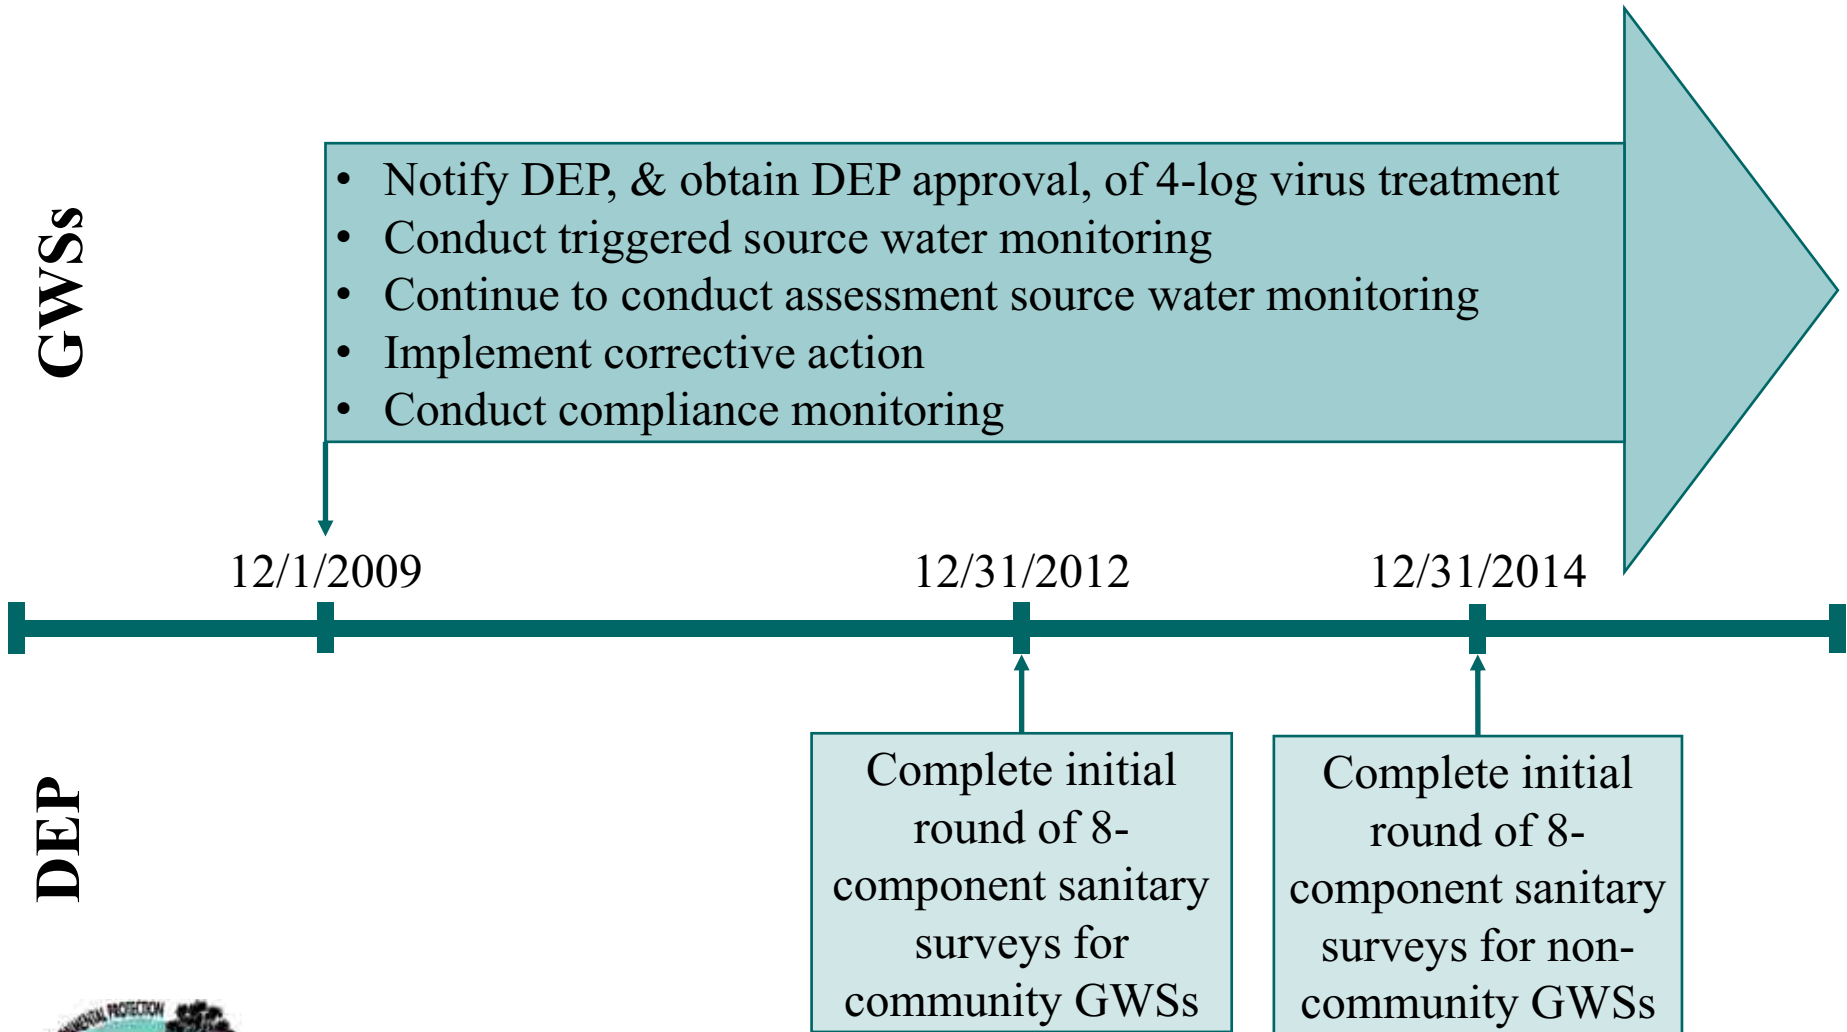 GWSs
• Notify DEP, & obtain DEP approval, of 4-log virus treatment
• Conduct triggered source water monitoring
• Continue to conduct assessment source water monitoring
• Implement corrective action
• Conduct compliance monitoring
12/1/2009
12/31/2012
12/31/2014
DEP
Complete initial
round of 8-
component sanitary
surveys for
community GWSs
Complete initial
round of 8-
component sanitary
surveys for non-
community GWSs
PROTECTION